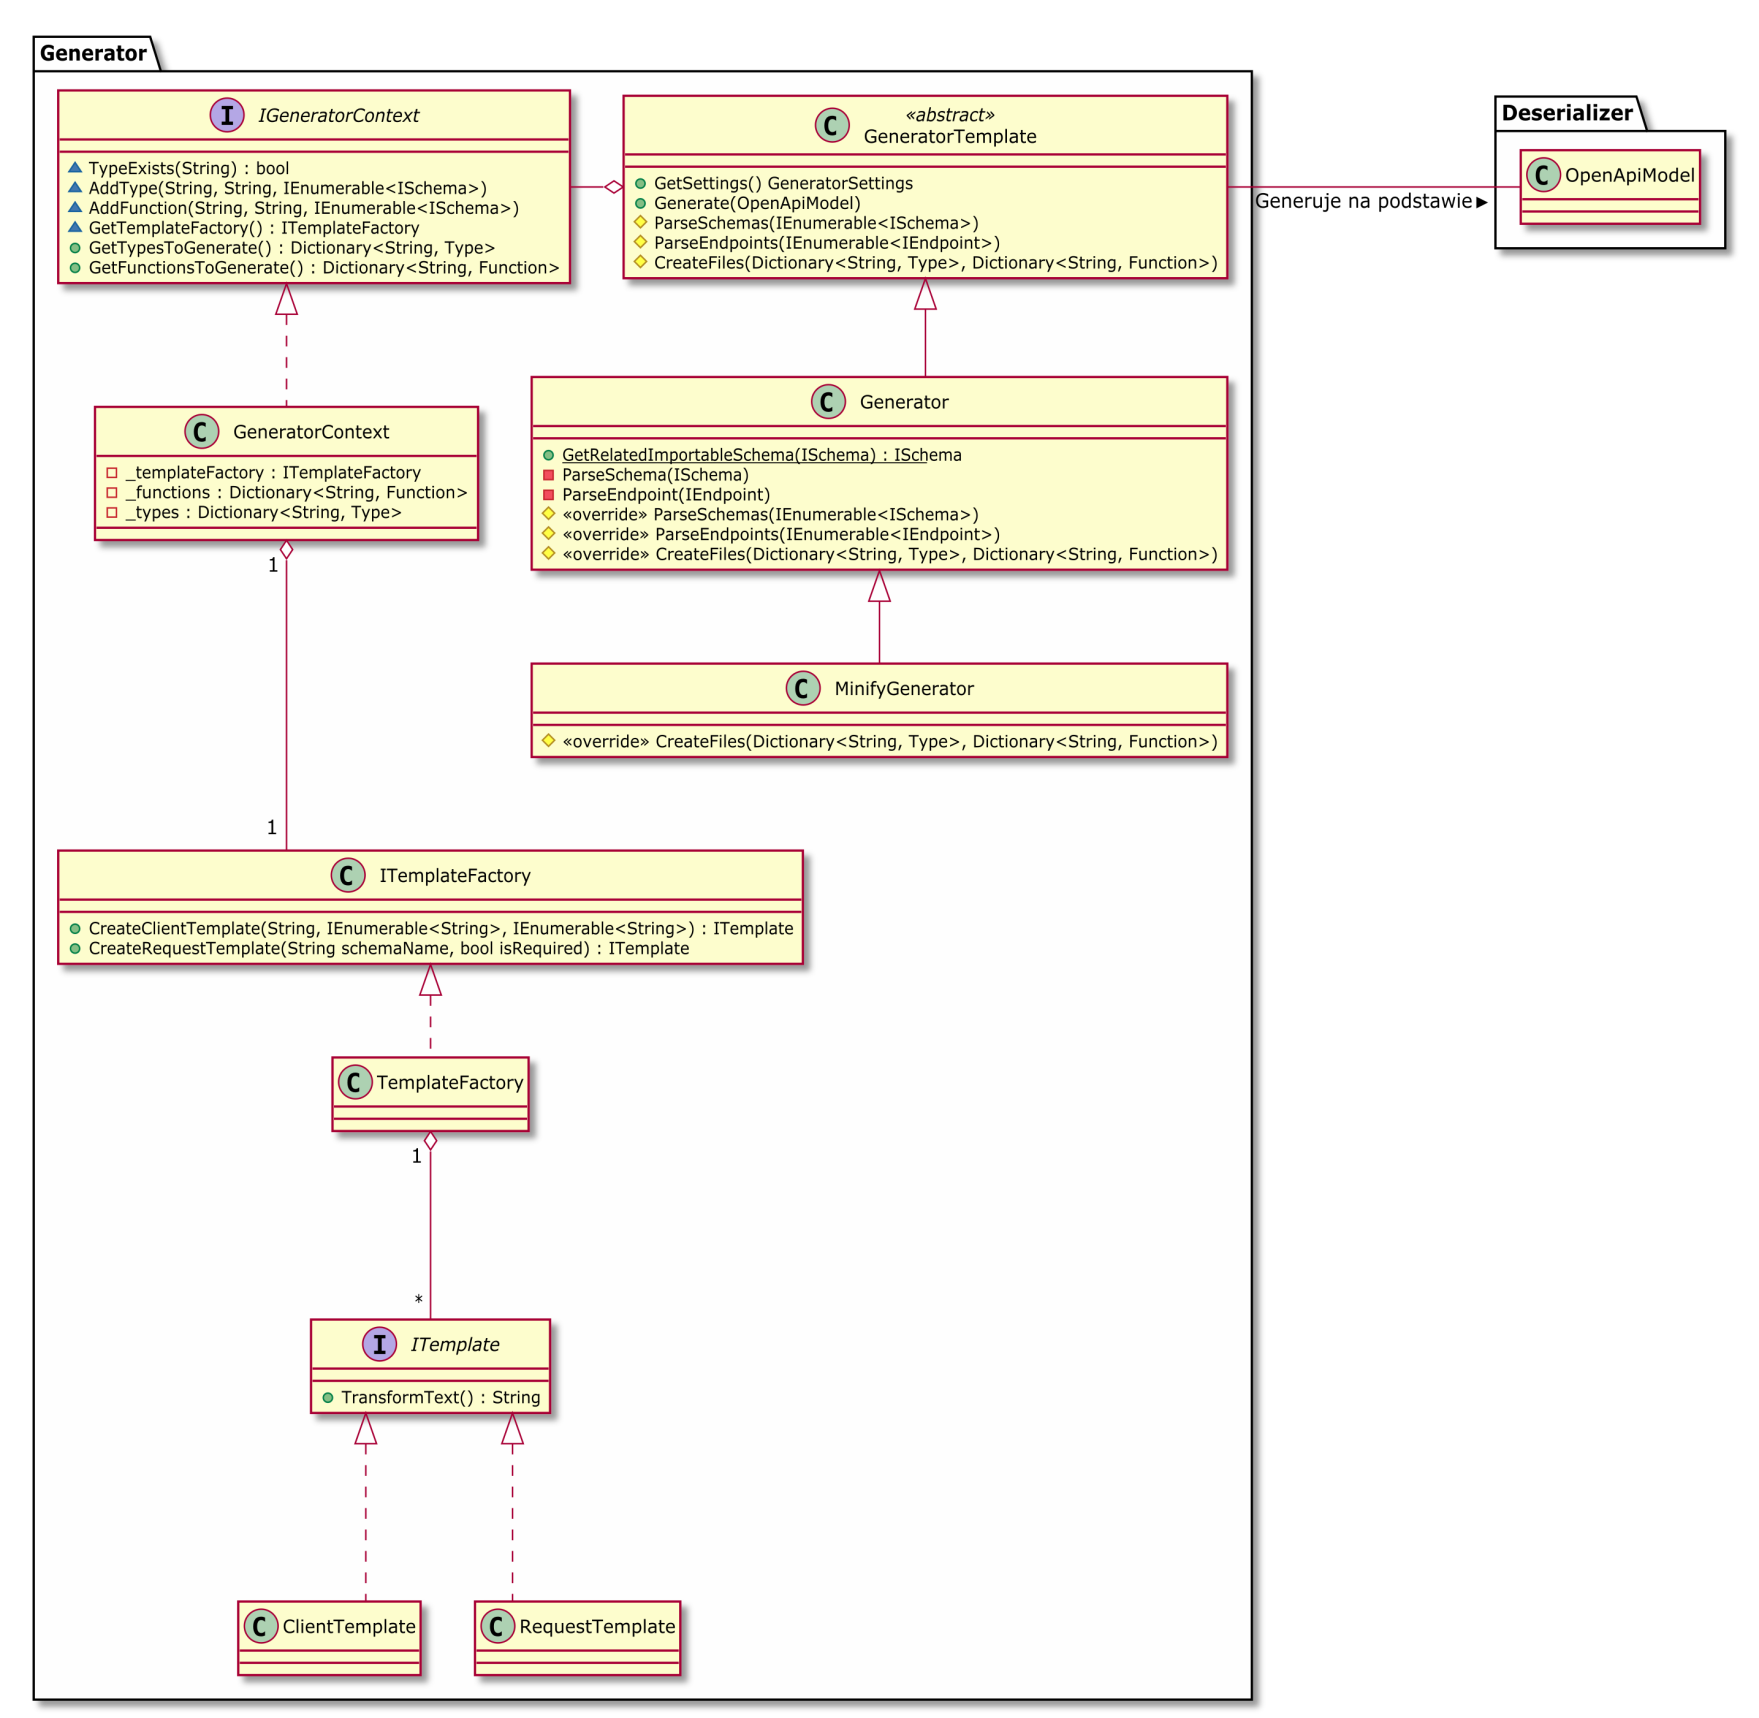 Generator
I IGeneratorContext
TypeExists(String) : bool
AddType(String, String, IEnumerable<ISchema>)
AddFunction(String, String, IEnumerable<ISchema>)
GetTemplateFactory() : ITemplateFactory
GetTypesToGenerate() : Dictionary<String, Type>
GetFunctionsToGenerate() : Dictionary<String, Function>
«abstract»
C GeneratorTemplate
GetSettings() GeneratorSettings
Generate(OpenApiModel)
ParseSchemas(IEnumerable<ISchema>)
ParseEndpoints(IEnumerable<IEndpoint>)
CreateFiles(Dictionary<String, Type>, Dictionary<String, Function>)
Generuje na podstawie ▶
Deserializer
C OpenApiModel
C GeneratorContext
_templateFactory : ITemplateFactory
_functions : Dictionary<String, Function>
_types : Dictionary<String, Type>
C Generator
GetRelatedImportableSchema(ISchema) : ISchema
ParseSchema(ISchema)
ParseEndpoint(IEndpoint)
«override» ParseSchemas(IEnumerable<ISchema>)
«override» ParseEndpoints(IEnumerable<IEndpoint>)
«override» CreateFiles(Dictionary<String, Type>, Dictionary<String, Function>)
1
C MinifyGenerator
«override» CreateFiles(Dictionary<String, Type>, Dictionary<String, Function>)
1
C ITemplateFactory
CreateClientTemplate(String, IEnumerable<String>, IEnumerable<String>) : ITemplate
CreateRequestTemplate(String schemaName, bool isRequired) : ITemplate
C TemplateFactory
1
*
I ITemplate
TransformText() : String
C ClientTemplate
C RequestTemplate